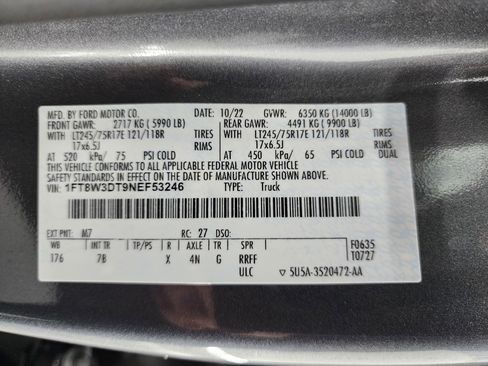 MFD. BY FORD MOTOR CO. DATE: 10/22 GVWR: 6350 KG (14000 LB)
FRONT GAWR: 2717 KG (5990 LB) REAR GAWR: 4491 KG (9900 LB)
WITH LT245/75R17E 121/118R TIRES WITH LT245/75R17E 121/118R TIRES
17x6.5J RIMS 17x6.5J RIMS
AT 520 kPa/ 75 PSI COLD AT 450 kPa/ 65 PSI COLD DUAL
THIS VEHICLE CONFORMS TO ALL APPLICABLE FEDERAL MOTOR VEHICLE
SAFETY STANDARDS IN EFFECT ON THE DATE OF MANUFACTURE SHOWN ABOVE.
VIN: 1FT8W3DT9NEF53246 TYPE: Truck
EXT PNT: M7 RC: 27 DSO: F0635
WB INT TR TP/PS R AXLE TR SPR T0727
176 7B X 4N G RRFF
ULC ▽5U5A-3520472-AA